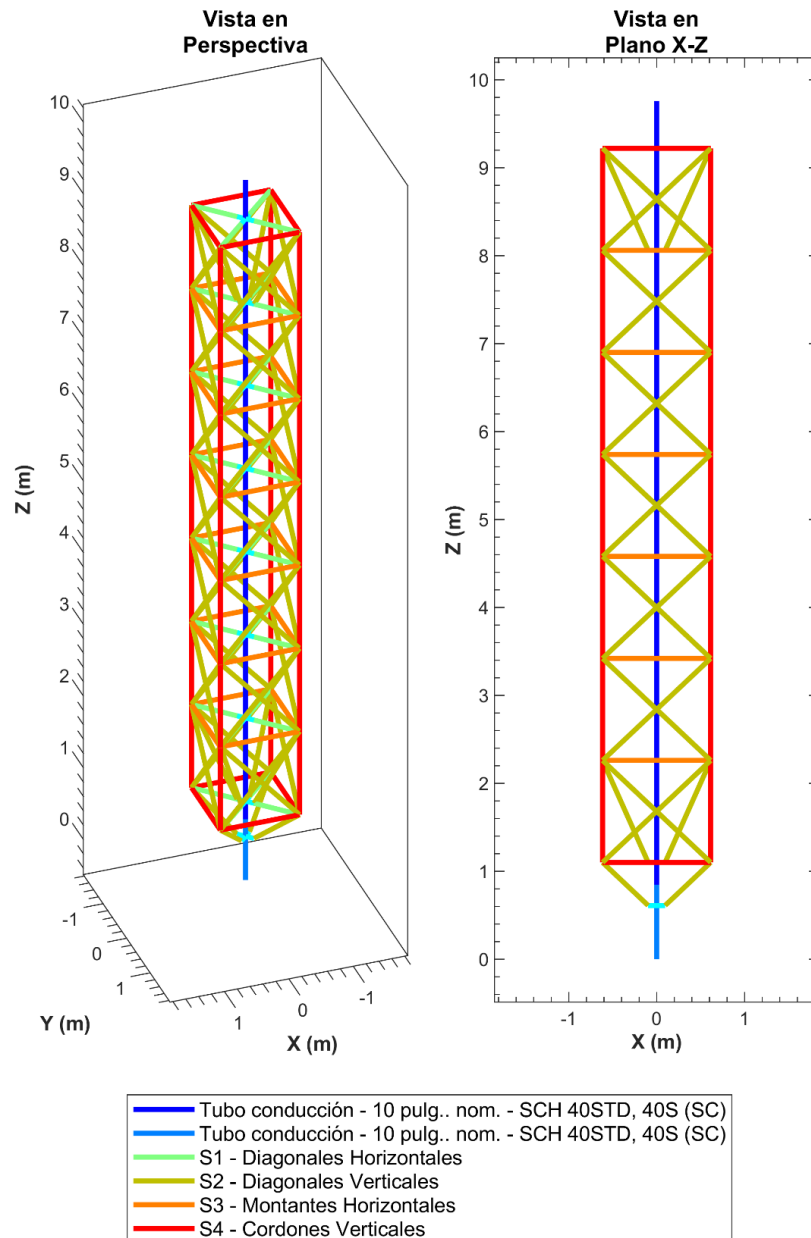 Vista en
Perspectiva
Vista en
Plano X-Z
10
9
8
7
6
5
4
3
2
1
0
Z (m)
-1
0
1
Y (m)
1
0
-1
X (m)
10
9
8
7
6
5
4
3
2
1
0
Z (m)
-1
0
1
X (m)
Tubo conducción - 10 pulg.. nom. - SCH 40STD, 40S (SC)
Tubo conducción - 10 pulg.. nom. - SCH 40STD, 40S (SC)
S1 - Diagonales Horizontales
S2 - Diagonales Verticales
S3 - Montantes Horizontales
S4 - Cordones Verticales